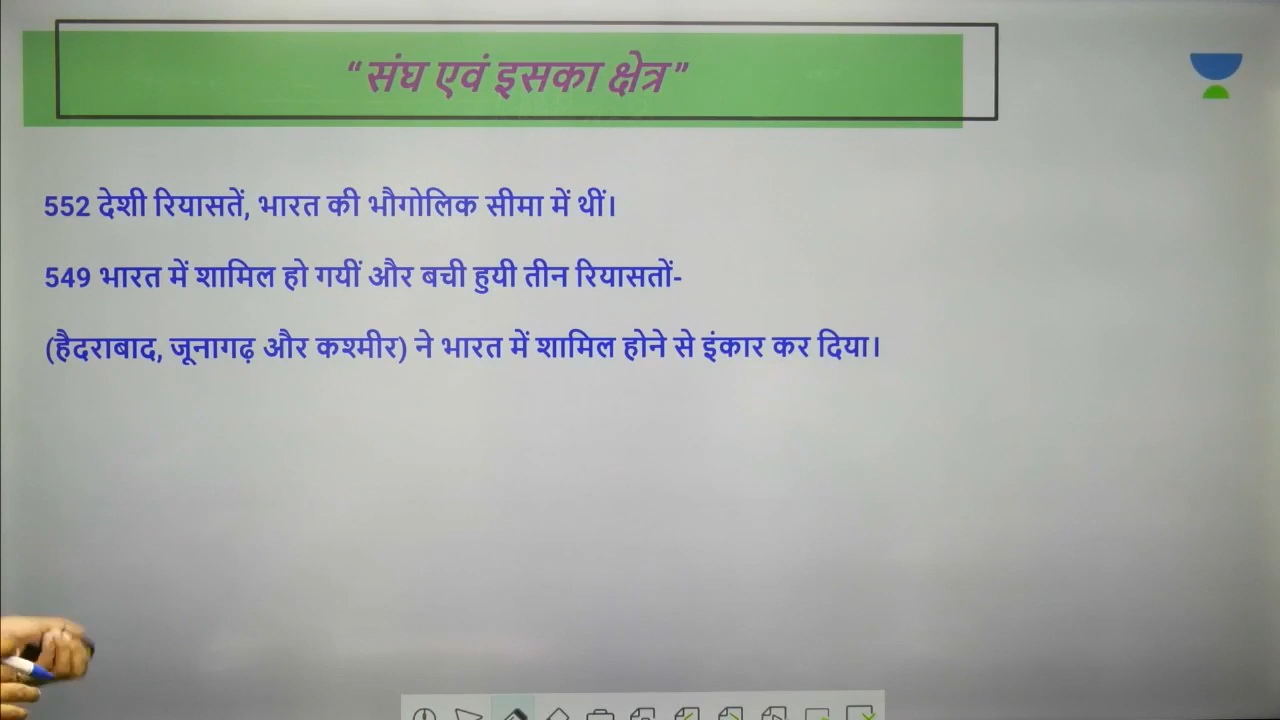 “संघ एवं इसका क्षेत्र”
552 देशी रियासतें, भारत की भौगोलिक सीमा में थीं।
549 भारत में शामिल हो गयीं और बची हुयी तीन रियासतों-
(हैदराबाद, जूनागढ़ और कश्मीर) ने भारत में शामिल होने से इंकार कर दिया।